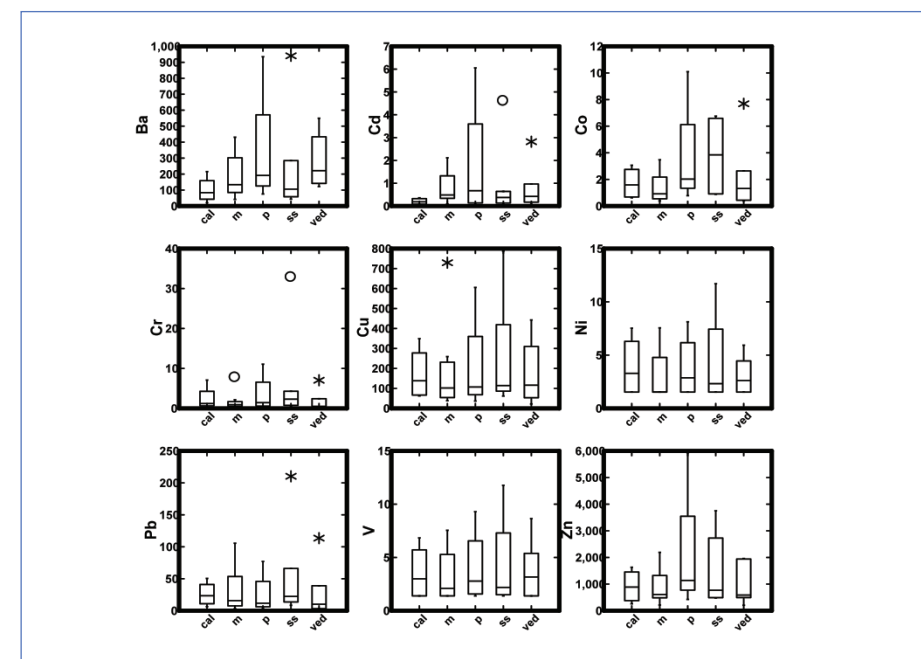 Ba
1,000
900
800
700
600
500
400
300
200
100
0
cal
m
p
ss
ved
Cd
7
6
5
4
3
2
1
0
cal
m
p
ss
ved
Co
12
10
8
6
4
2
0
cal
m
p
ss
ved
Cr
40
30
20
10
0
cal
m
p
ss
ved
Cu
800
700
600
500
400
300
200
100
0
cal
m
p
ss
ved
Ni
15
10
5
0
cal
m
p
ss
ved
Pb
250
200
150
100
50
0
cal
m
p
ss
ved
V
15
10
5
0
cal
m
p
ss
ved
Zn
6,000
5,000
4,000
3,000
2,000
1,000
0
cal
m
p
ss
ved